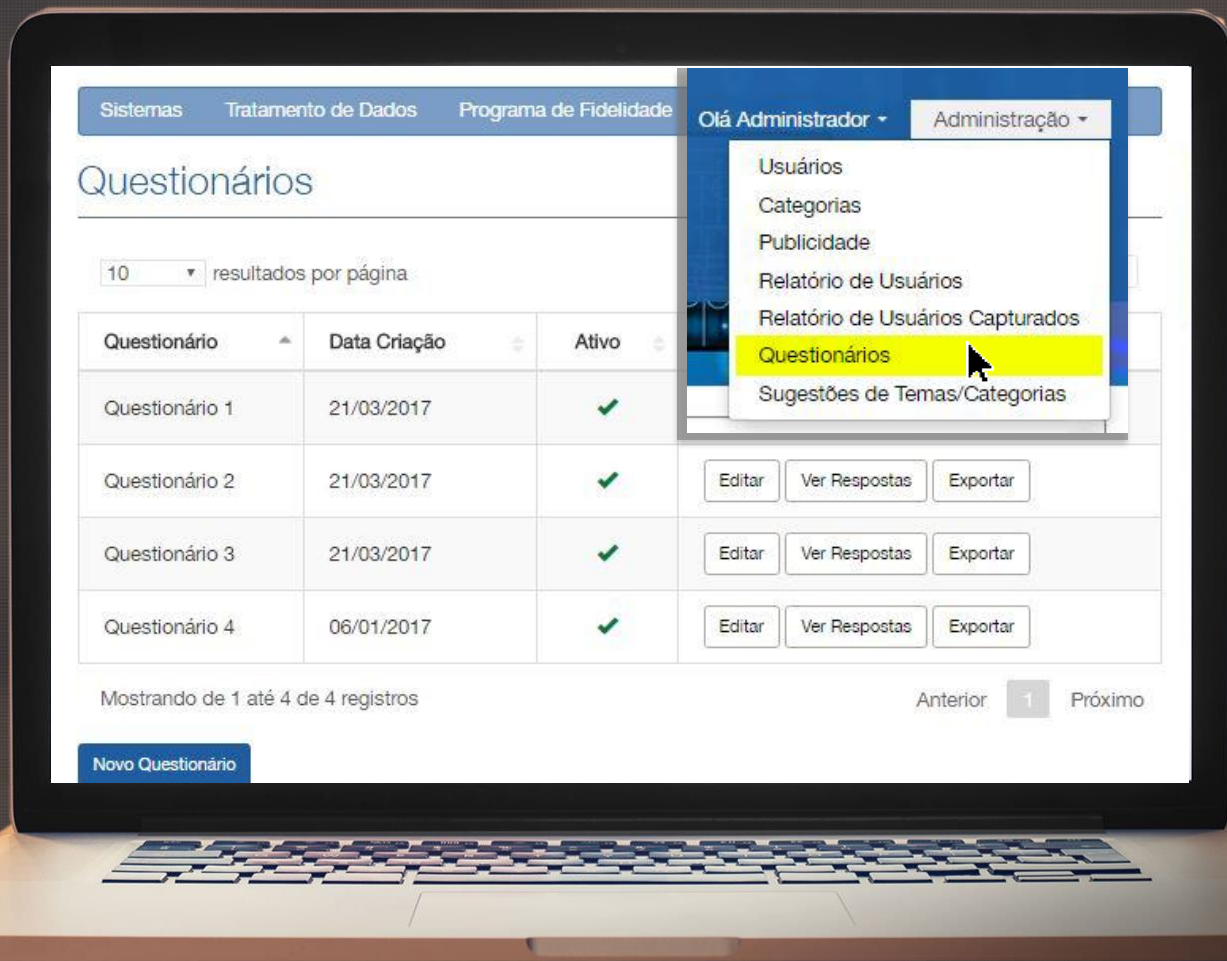 Sistemas Tratamento de Dados Programa de Fidelidade
Olá Administrador Administração
Usuários
Categorias
Publicidade
Relatório de Usuários
Relatório de Usuários Capturados
Questionários
Sugestões de Temas/Categorias
Questionários
10 resultados por página
Questionário Data Criação Ativo
Questionário 1 21/03/2017
Questionário 2 21/03/2017 Editar Ver Respostas Exportar
Questionário 3 21/03/2017 Editar Ver Respostas Exportar
Questionário 4 06/01/2017 Editar Ver Respostas Exportar
Mostrando de 1 até 4 de 4 registros Anterior 1 Próximo
Novo Questionário